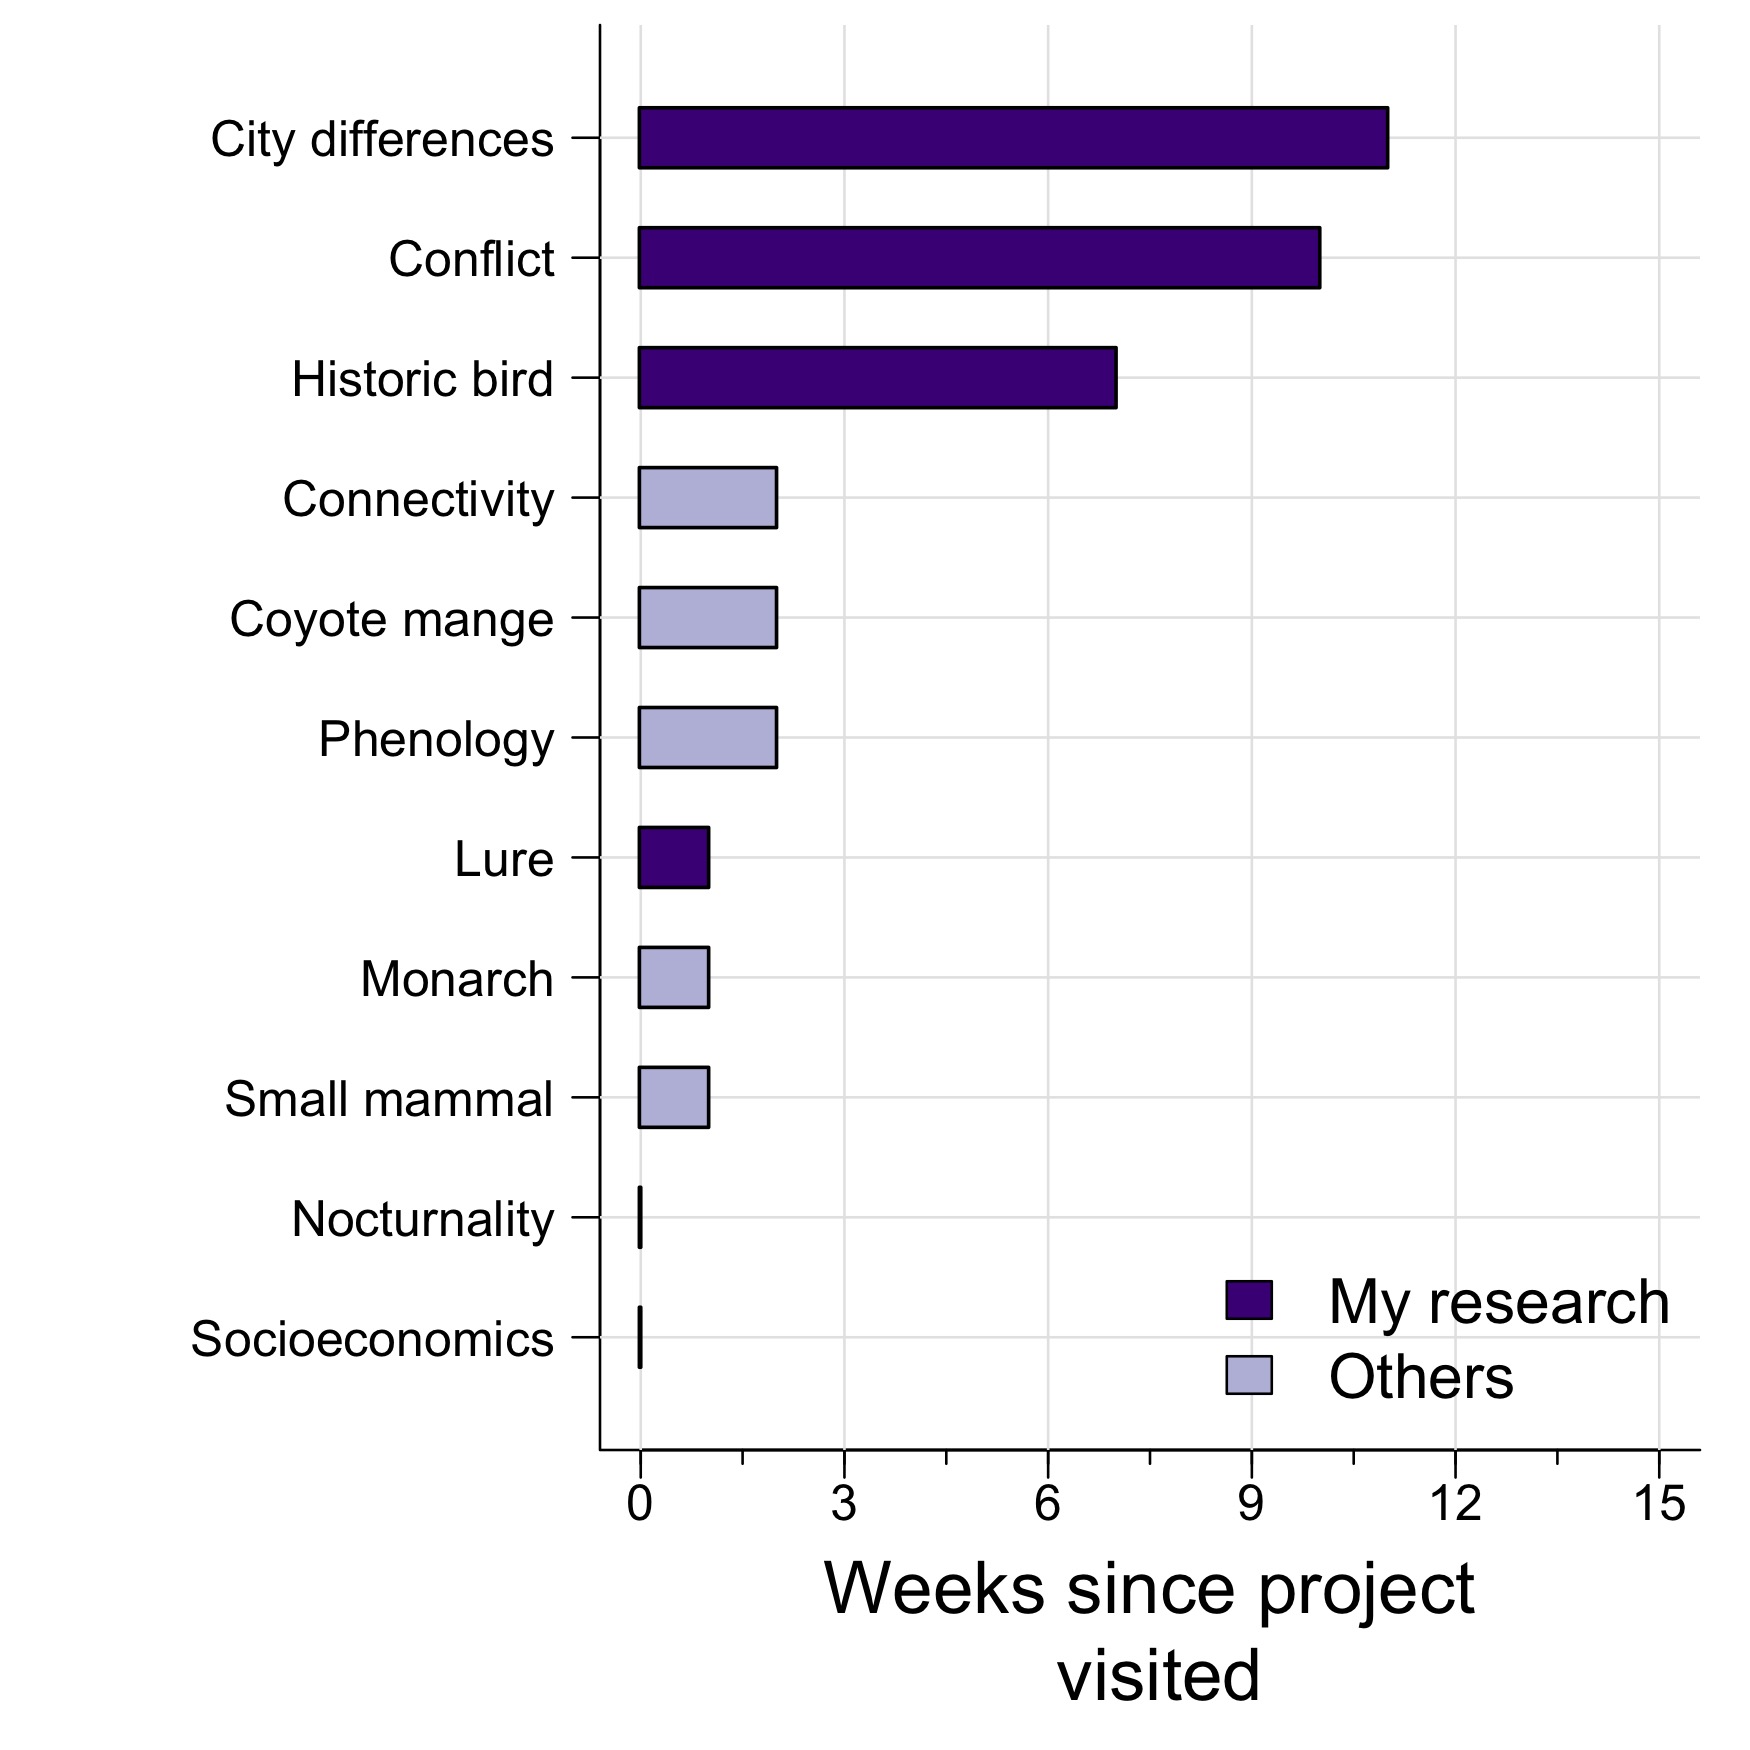 City differences
Conflict
Historic bird
Connectivity
Coyote mange
Phenology
Lure
Monarch
Small mammal
Nocturnality
Socioeconomics
My research
Others
0 3 6 9 12 15
Weeks since project
visited